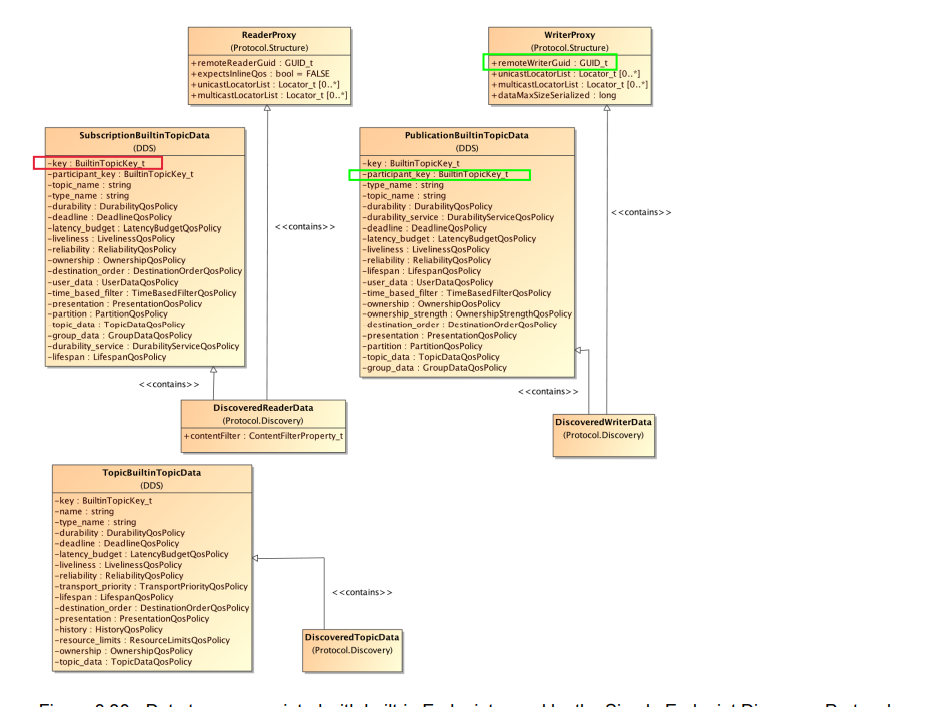 ReaderProxy
(Protocol.Structure)
+remoteReaderGuid : GUID_t
+expectsInlineQos : bool = FALSE
+unicastLocatorList : Locator_t [0..*]
+multicastLocatorList : Locator_t [0..*]
WriterProxy
(Protocol.Structure)
+remoteWriterGuid : GUID_t
+unicastLocatorList : Locator_t [0..*]
+multicastLocatorList : Locator_t [0..*]
+dataMaxSizeSerialized : long
SubscriptionBuiltinTopicData
(DDS)
-key : BuiltinTopicKey_t
-participant_key : BuiltinTopicKey_t
-topic_name : string
-type_name : string
-durability : DurabilityQosPolicy
-deadline : DeadlineQosPolicy
-latency_budget : LatencyBudgetQosPolicy
-liveliness : LivelinessQosPolicy
-reliability : ReliabilityQosPolicy
-ownership : OwnershipQosPolicy
-destination_order : DestinationOrderQosPolicy
-user_data : UserDataQosPolicy
-time_based_filter : TimeBasedFilterQosPolicy
-presentation : PresentationQosPolicy
-partition : PartitionQosPolicy
-topic_data : TopicDataQosPolicy
-group_data : GroupDataQosPolicy
-durability_service : DurabilityServiceQosPolicy
-lifespan : LifespanQosPolicy
<<contains>>
PublicationBuiltinTopicData
(DDS)
-key : BuiltinTopicKey_t
-participant_key : BuiltinTopicKey_t
-type_name : string
-topic_name : string
-durability : DurabilityQosPolicy
-durability_service : DurabilityServiceQosPolicy
-deadline : DeadlineQosPolicy
-latency_budget : LatencyBudgetQosPolicy
-liveliness : LivelinessQosPolicy
-reliability : ReliabilityQosPolicy
-lifespan : LifespanQosPolicy
-user_data : UserDataQosPolicy
-time_based_filter : TimeBasedFilterQosPolicy
-ownership : OwnershipQosPolicy
-ownership_strength : OwnershipStrengthQosPolicy
-destination_order : DestinationOrderQosPolicy
-presentation : PresentationQosPolicy
-partition : PartitionQosPolicy
-topic_data : TopicDataQosPolicy
-group_data : GroupDataQosPolicy
<<contains>>
<<contains>>
<<contains>>
DiscoveredReaderData
(Protocol.Discovery)
+contentFilter : ContentFilterProperty_t
DiscoveredWriterData
(Protocol.Discovery)
TopicBuiltinTopicData
(DDS)
-key : BuiltinTopicKey_t
-name : string
-type_name : string
-durability : DurabilityQosPolicy
-deadline : DeadlineQosPolicy
-latency_budget : LatencyBudgetQosPolicy
-liveliness : LivelinessQosPolicy
-reliability : ReliabilityQosPolicy
-transport_priority : TransportPriorityQosPolicy
-lifespan : LifespanQosPolicy
-destination_order : DestinationOrderQosPolicy
-presentation : PresentationQosPolicy
-history : HistoryQosPolicy
-resource_limits : ResourceLimitsQosPolicy
-ownership : OwnershipQosPolicy
-topic_data : TopicDataQosPolicy
<<contains>>
DiscoveredTopicData
(Protocol.Discovery)